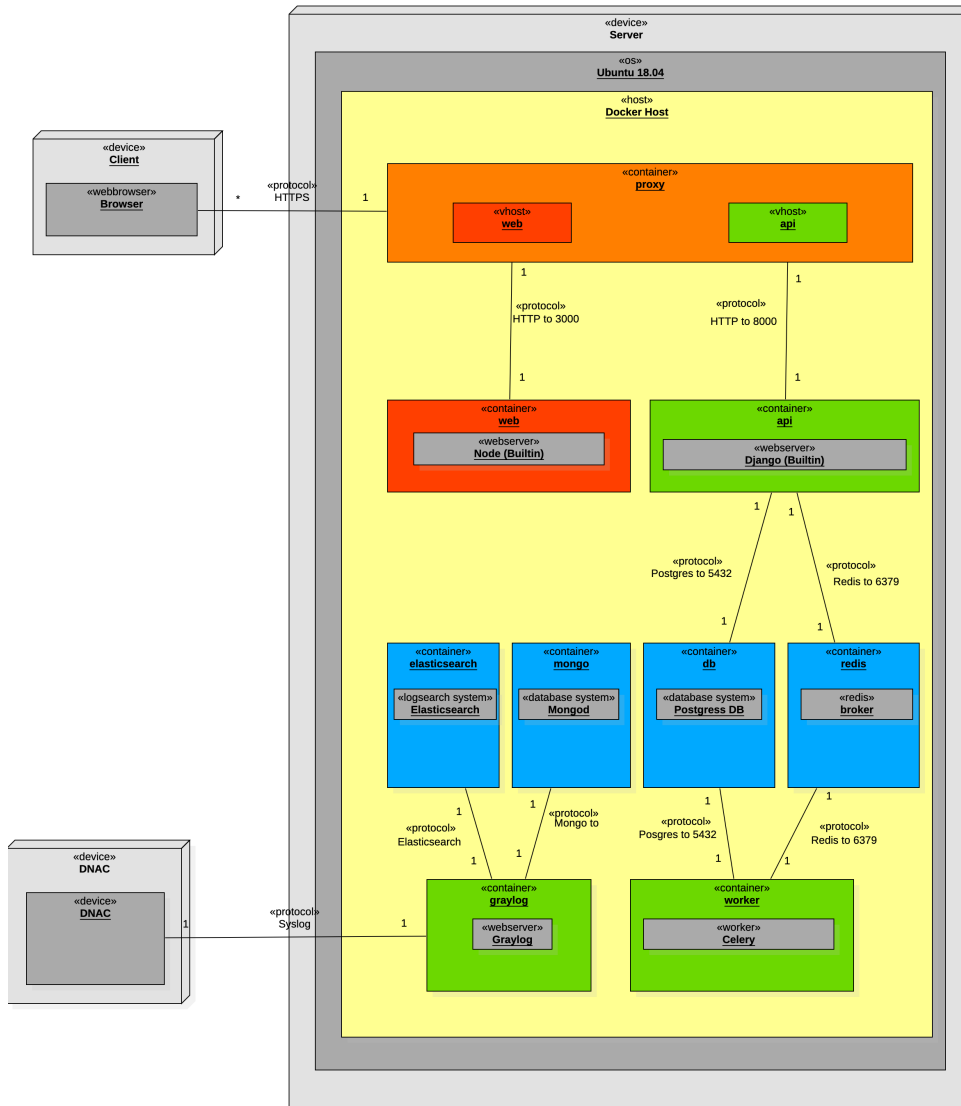 «device»
Server
«os»
Ubuntu 18.04
«host»
Docker Host
«device»
Client
«webbrowser»
Browser
*
«protocol»
HTTPS
1
«container»
proxy
«vhost»
web
«vhost»
api
1
1
«protocol»
HTTP to 3000
«protocol»
HTTP to 8000
1
1
«container»
web
«webserver»
Node (Builtin)
«container»
api
«webserver»
Django (Builtin)
1
1
«protocol»
Postgres to 5432
«protocol»
Redis to 6379
1
1
«container»
elasticsearch
«logsearch system»
Elasticsearch
«container»
mongo
«database system»
Mongod
«container»
db
«database system»
Postgress DB
«container»
redis
«redis»
broker
1
1
1
1
«protocol»
Elasticsearch
«protocol»
Mongo to
«protocol»
Posgres to 5432
«protocol»
Redis to 6379
1
1
1
1
«device»
DNAC
«device»
DNAC
1
«protocol»
Syslog
1
«container»
graylog
«webserver»
Graylog
«container»
worker
«worker»
Celery